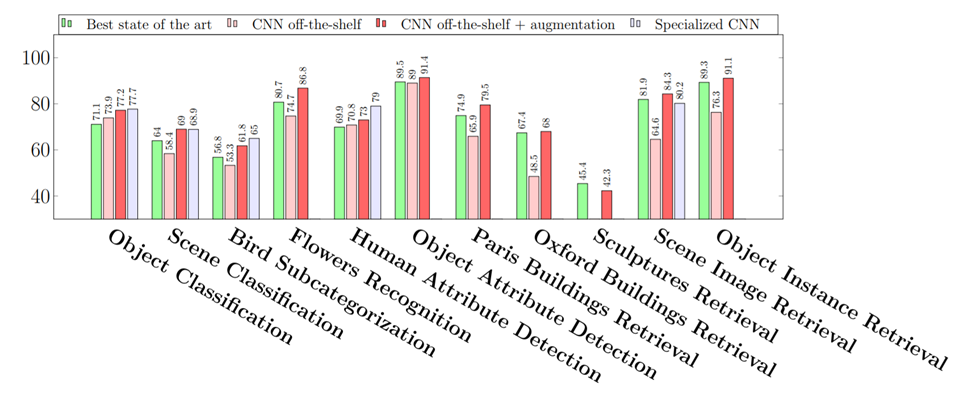 Best state of the art CNN off-the-shelf CNN off-the-shelf + augmentation Specialized CNN
100
80
60
40
71.1 73.9 77.2 77.7
64 58.4 69 68.9
56.8 53.3 61.8 65
80.7 74.7 86.8
69.9 70.8 73 79
89.5 89 91.4
74.9 65.9 79.5
67.4 48.5 68
45.4 42.3
81.9 64.6 84.3 80.2
89.3 76.3 91.1
Object Classification
Scene Classification
Bird Subcategorization
Flowers Recognition
Human Attribute Detection
Object Attribute Detection
Paris Buildings Retrieval
Oxford Buildings Retrieval
Sculptures Retrieval
Scene Image Retrieval
Object Instance Retrieval